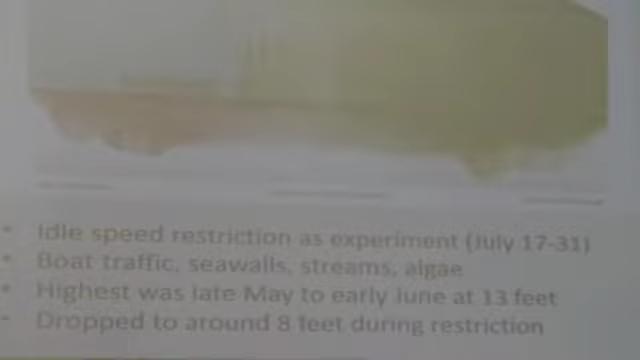 • Idle speed restriction as experiment (July 17-31)
• Boat traffic, seawalls, streams, algae
• Highest was late May to early June at 13 feet
- Dropped to around 8 feet during restriction